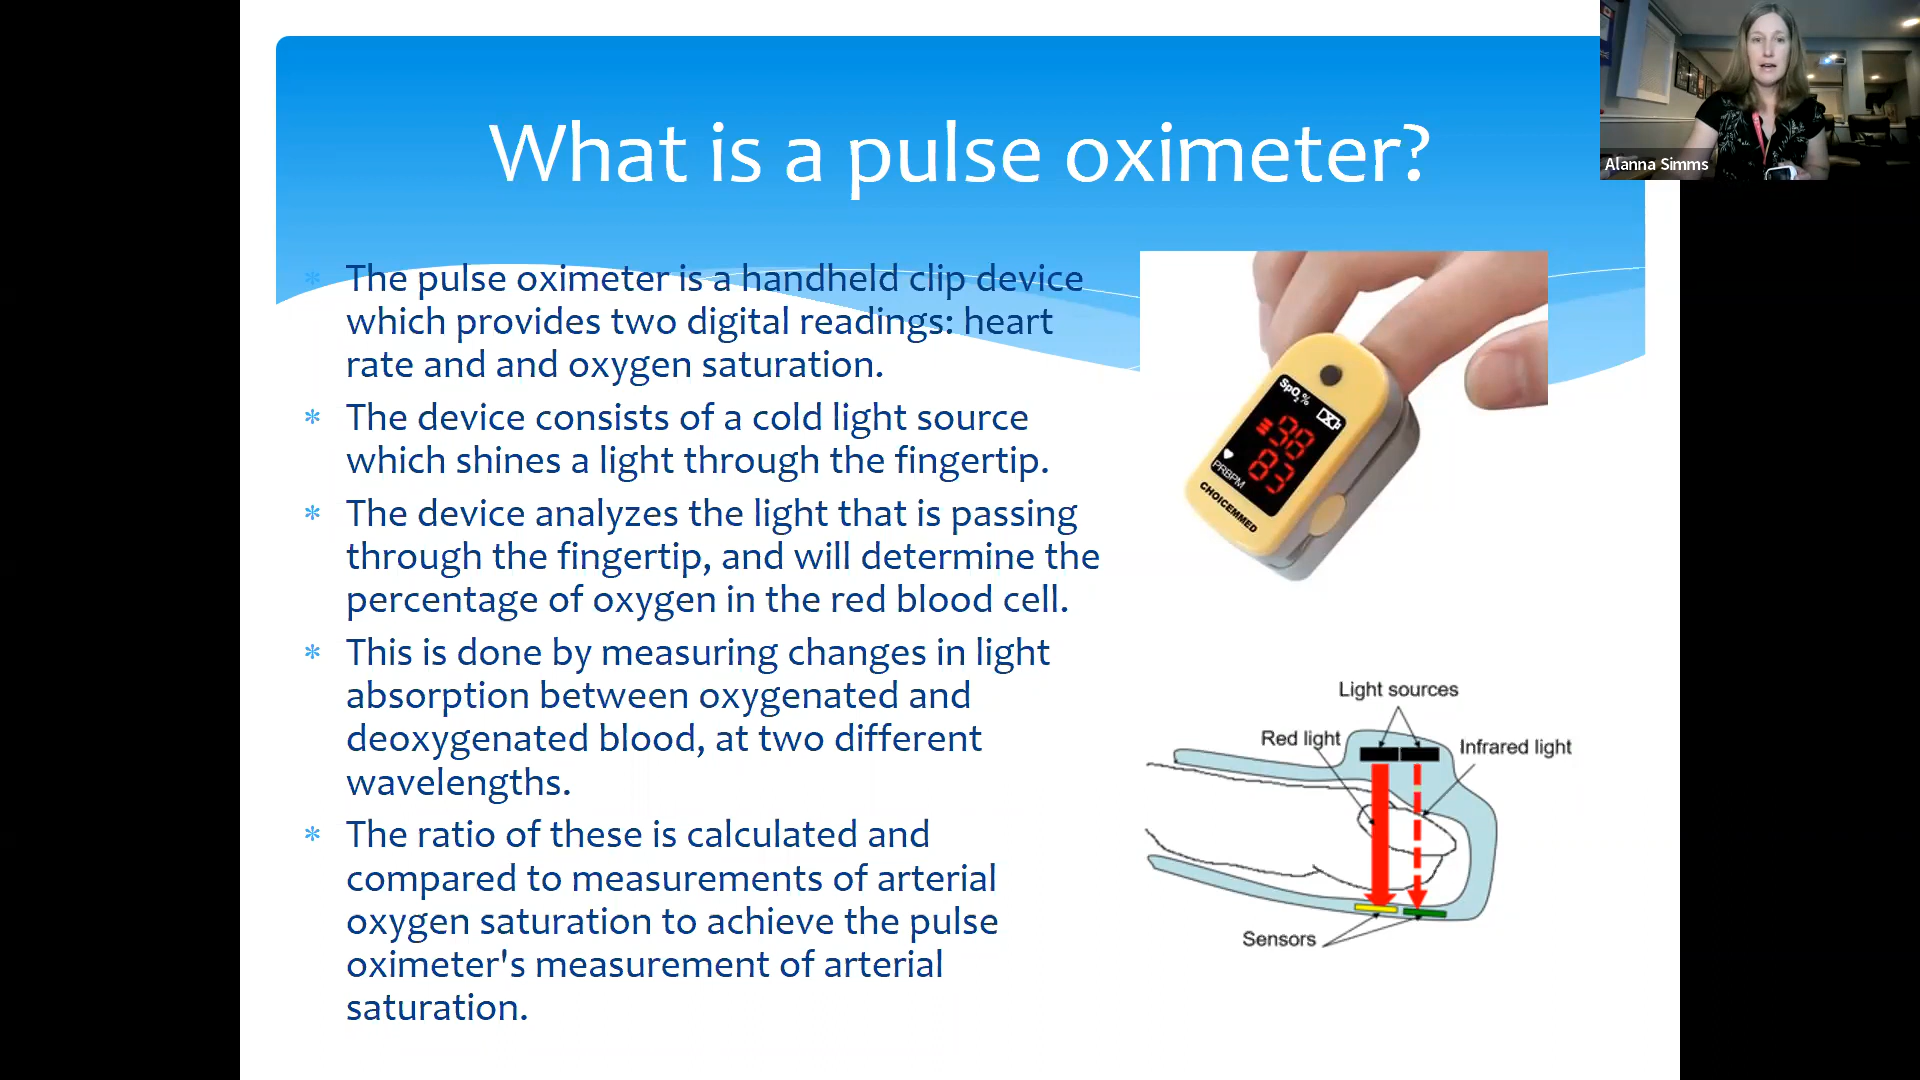 What is a pulse oximeter?
Alanna Simms
* The pulse oximeter is a handheld clip device
which provides two digital readings: heart
rate and and oxygen saturation.
* The device consists of a cold light source
which shines a light through the fingertip.
* The device analyzes the light that is passing
through the fingertip, and will determine the
percentage of oxygen in the red blood cell.
* This is done by measuring changes in light
absorption between oxygenated and
deoxygenated blood, at two different
wavelengths.
* The ratio of these is calculated and
compared to measurements of arterial
oxygen saturation to achieve the pulse
oximeter's measurement of arterial
saturation.
SpO2%
98
83
PRBPM
CHOICEMMED
Light sources
Red light
Infrared light
Sensors